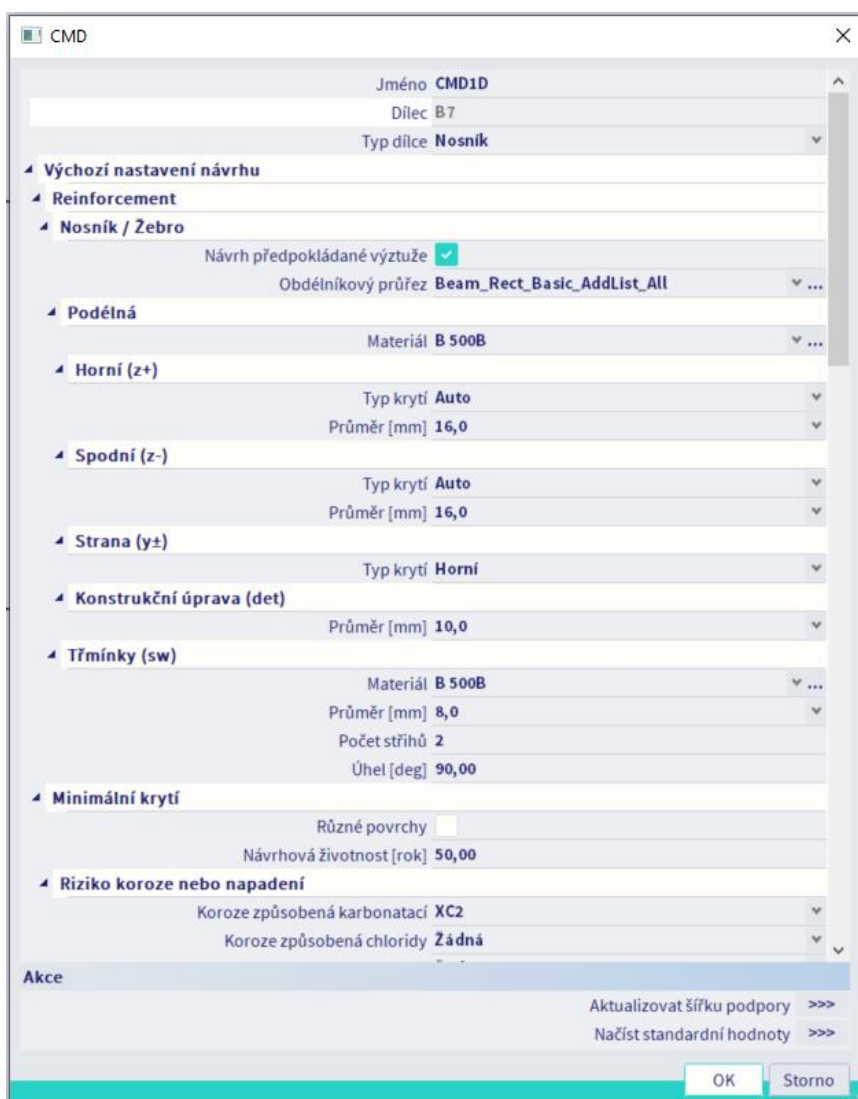 CMD
Jméno CMD1D
Dílec B7
Typ dílce Nosník
Výchozí nastavení návrhu
Reinforcement
Nosník / Žebro
Návrh předpokládané výztuže
Obdélníkový průřez Beam_Rect_Basic_AddList_All ...
Podélná
Materiál B 500B ...
Horní (z+)
Typ krytí Auto
Průměr [mm] 16,0
Spodní (z-)
Typ krytí Auto
Průměr [mm] 16,0
Strana (y±)
Typ krytí Horní
Konstrukční úprava (det)
Průměr [mm] 10,0
Třmínky (sw)
Materiál B 500B ...
Průměr [mm] 8,0
Počet střihů 2
Úhel [deg] 90,00
Minimální krytí
Různé povrchy
Návrhová životnost [rok] 50,00
Riziko koroze nebo napadení
Koroze způsobená karbonatací XC2
Koroze způsobená chloridy Žádná
Akce
Aktualizovat šířku podpory >>>
Načíst standardní hodnoty >>>
OK Storno